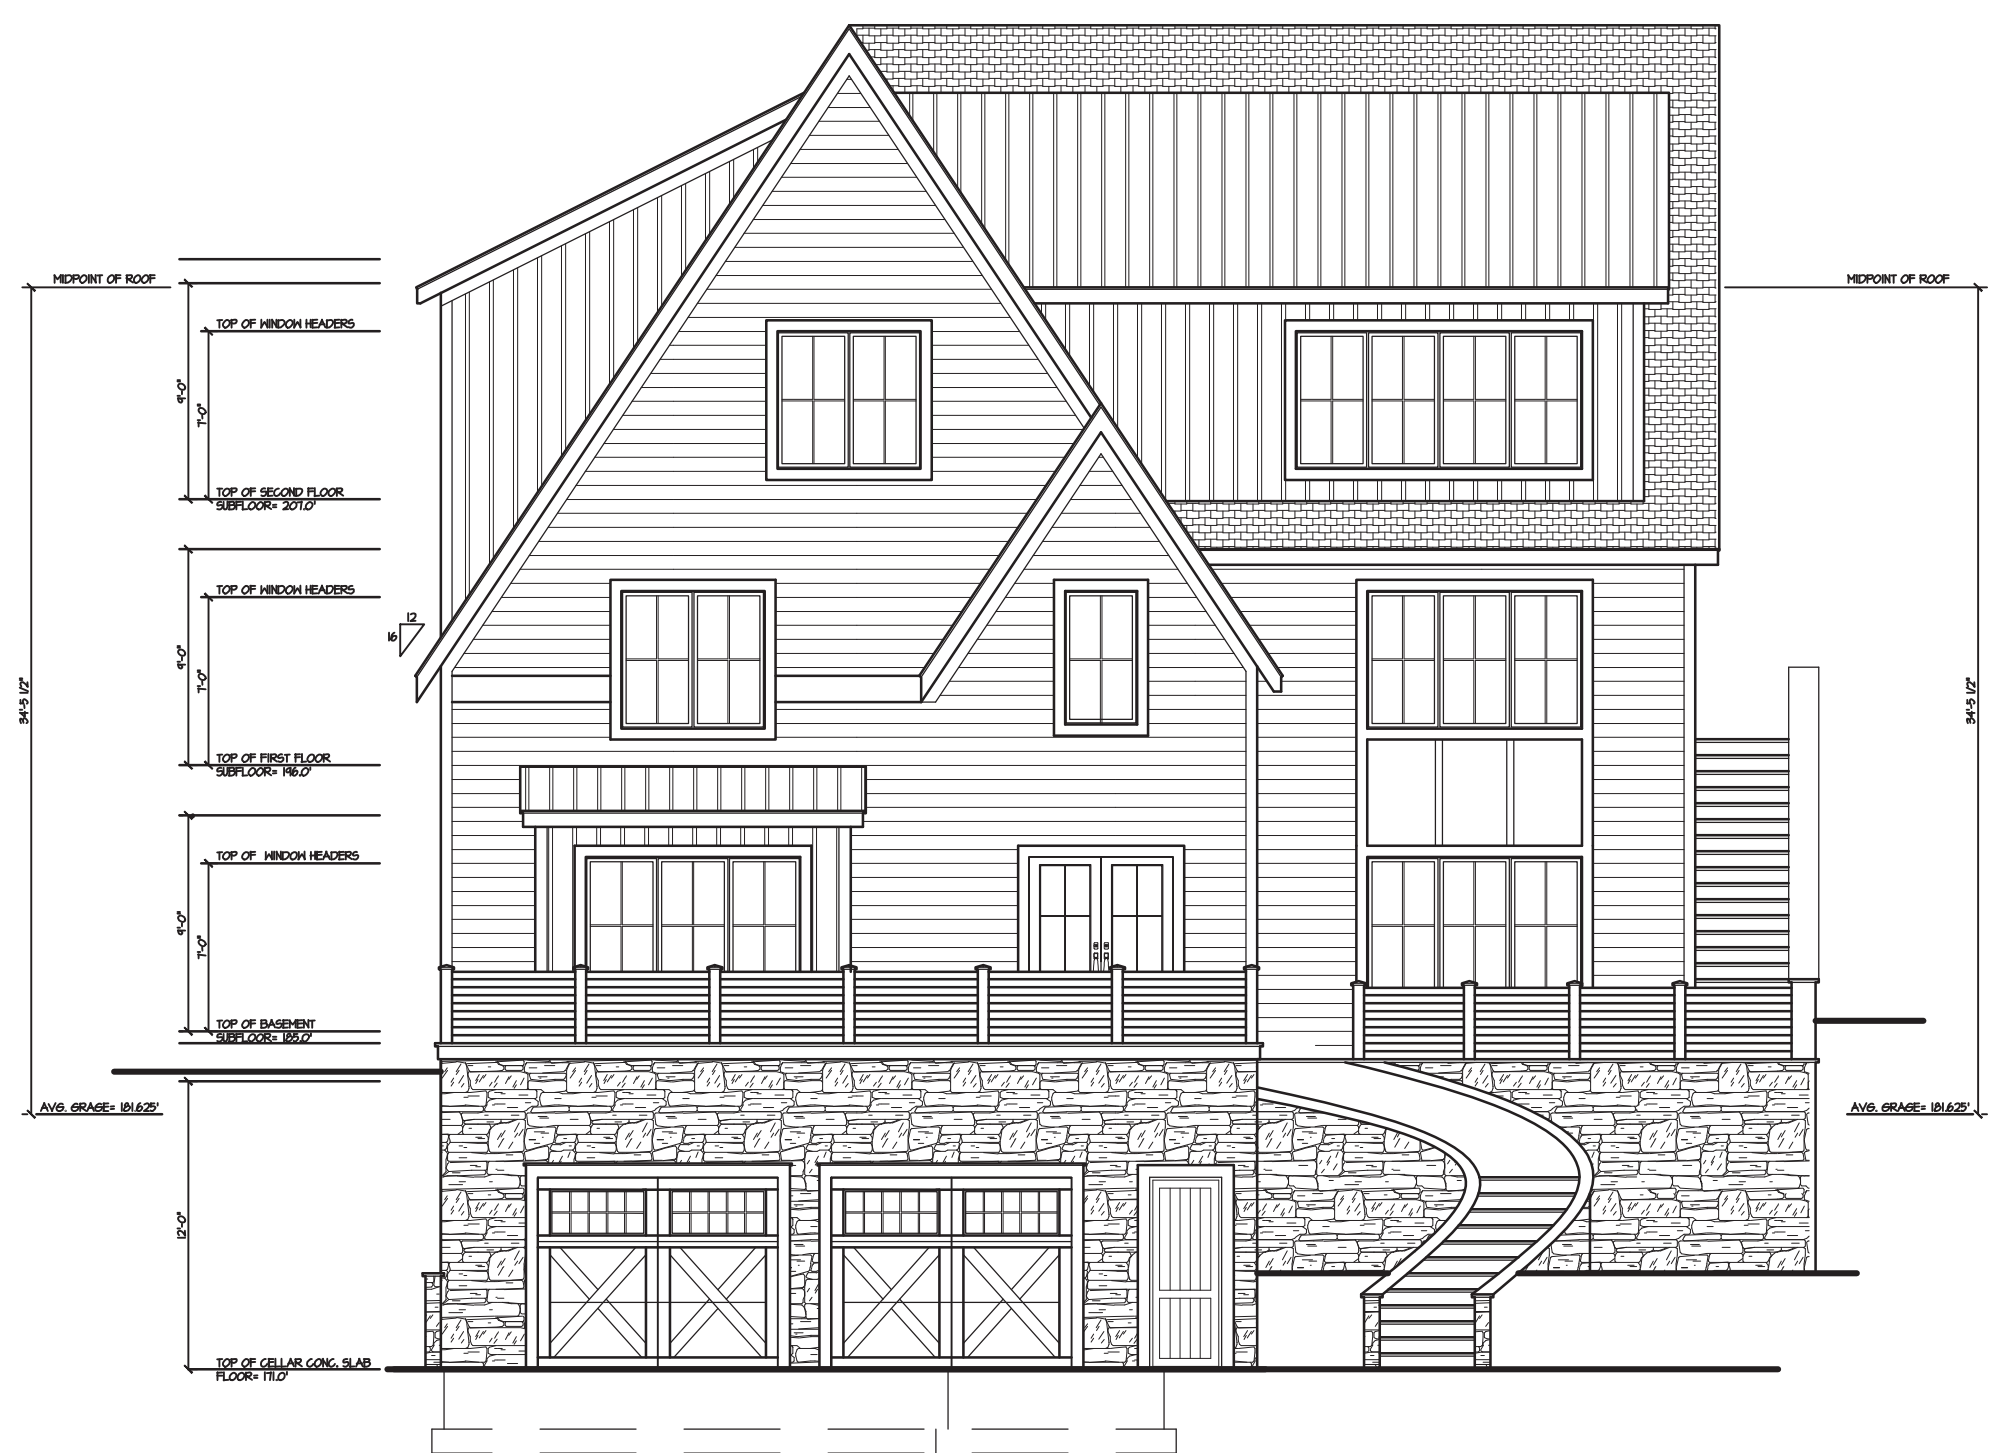 MIDPOINT OF ROOF
MIDPOINT OF ROOF
TOP OF WINDOW HEADERS
9'-0"
7'-0"
TOP OF SECOND FLOOR
SUBFLOOR= 207.0'
TOP OF WINDOW HEADERS
12
16
9'-0"
7'-0"
34'-5 1/2"
34'-5 1/2"
TOP OF FIRST FLOOR
SUBFLOOR= 196.0'
TOP OF WINDOW HEADERS
9'-0"
7'-0"
TOP OF BASEMENT
SUBFLOOR= 185.0'
AVG. GRAGE= 181.625'
AVG. GRAGE= 181.625'
12'-0"
TOP OF CELLAR CONC. SLAB
FLOOR= 171.0'